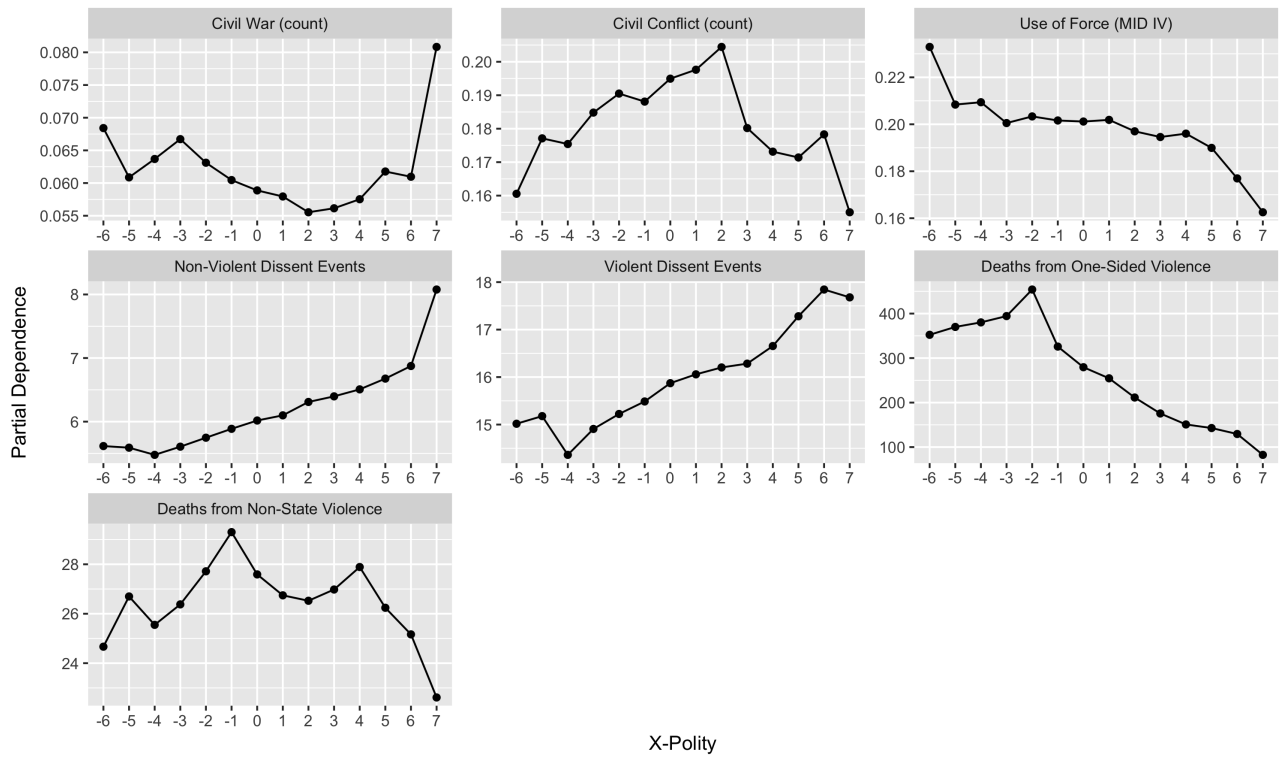 Civil War (count)
Civil Conflict (count)
Use of Force (MID IV)
0.080
0.075
0.070
0.065
0.060
0.055
0.20
0.19
0.18
0.17
0.16
0.22
0.20
0.18
0.16
-6 -5 -4 -3 -2 -1 0 1 2 3 4 5 6 7
-6 -5 -4 -3 -2 -1 0 1 2 3 4 5 6 7
-6 -5 -4 -3 -2 -1 0 1 2 3 4 5 6 7
Non-Violent Dissent Events
Violent Dissent Events
Deaths from One-Sided Violence
8
7
6
18
17
16
15
400
300
200
100
-6 -5 -4 -3 -2 -1 0 1 2 3 4 5 6 7
-6 -5 -4 -3 -2 -1 0 1 2 3 4 5 6 7
-6 -5 -4 -3 -2 -1 0 1 2 3 4 5 6 7
Partial Dependence
Deaths from Non-State Violence
28
26
24
-6 -5 -4 -3 -2 -1 0 1 2 3 4 5 6 7
X-Polity